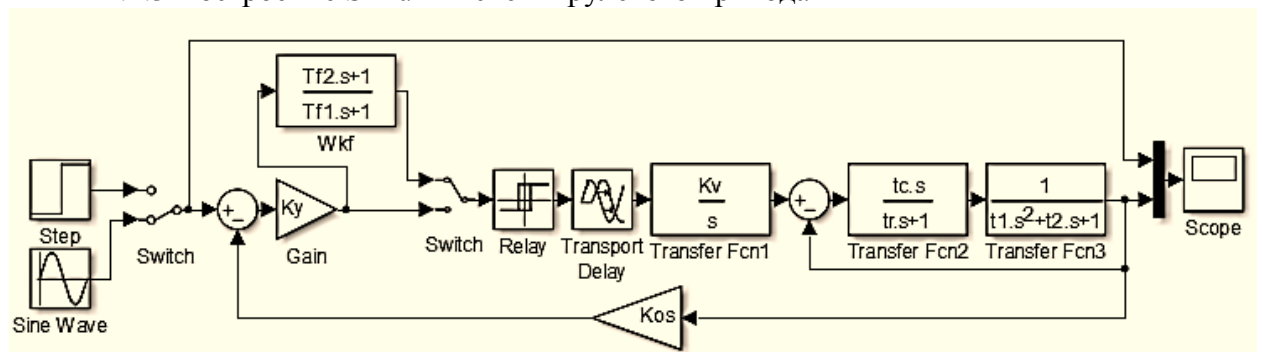 Tf2.s+1
Tf1.s+1
Wkf
Step
Switch
+
-
Ky
Gain
Switch
Relay
Transport
Delay
Kv
s
Transfer Fcn1
+
-
tc.s
tr.s+1
Transfer Fcn2
1
t1.s²+t2.s+1
Transfer Fcn3
Scope
Sine Wave
Kos